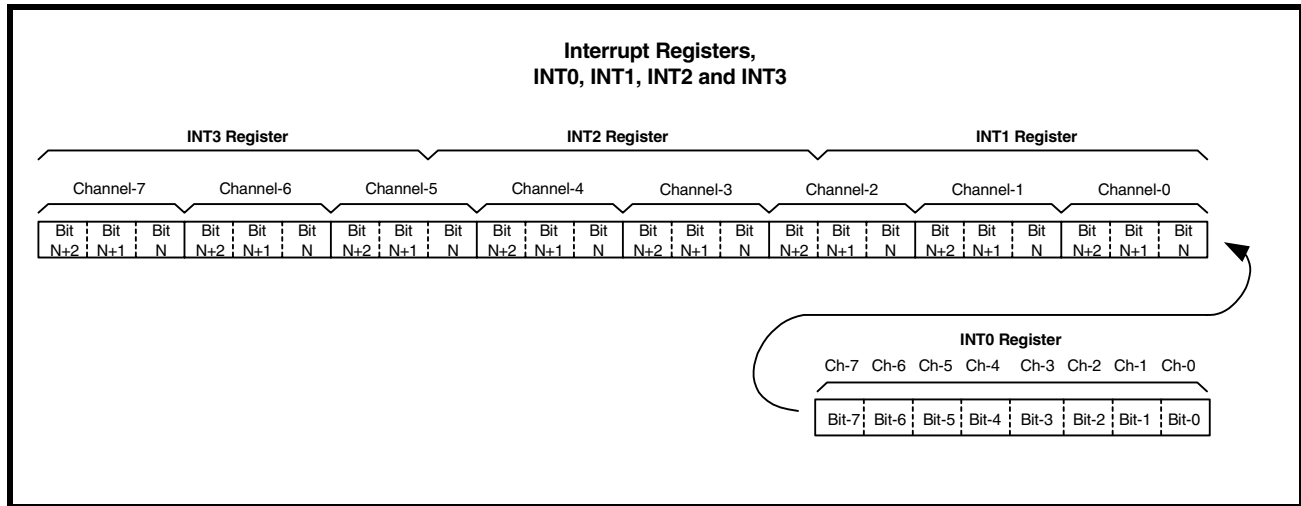 Interrupt Registers,
INT0, INT1, INT2 and INT3
INT3 Register INT2 Register INT1 Register
Channel-7 Channel-6 Channel-5 Channel-4 Channel-3 Channel-2 Channel-1 Channel-0
Bit Bit Bit Bit Bit Bit Bit Bit Bit Bit Bit Bit Bit Bit Bit Bit Bit Bit Bit Bit Bit Bit Bit Bit
N+2 N+1 N N+2 N+1 N N+2 N+1 N N+2 N+1 N N+2 N+1 N N+2 N+1 N N+2 N+1 N N+2 N+1 N
INT0 Register
Ch-7 Ch-6 Ch-5 Ch-4 Ch-3 Ch-2 Ch-1 Ch-0
Bit-7 Bit-6 Bit-5 Bit-4 Bit-3 Bit-2 Bit-1 Bit-0